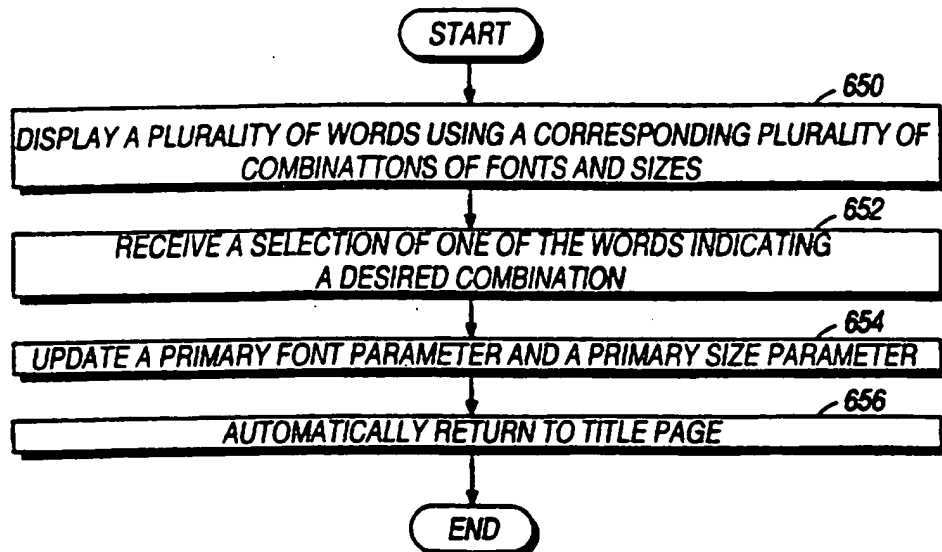 START
650
DISPLAY A PLURALITY OF WORDS USING A CORRESPONDING PLURALITY OF
COMBINATTONS OF FONTS AND SIZES
652
RECEIVE A SELECTION OF ONE OF THE WORDS INDICATING
A DESIRED COMBINATION
654
UPDATE A PRIMARY FONT PARAMETER AND A PRIMARY SIZE PARAMETER
656
AUTOMATICALLY RETURN TO TITLE PAGE
END